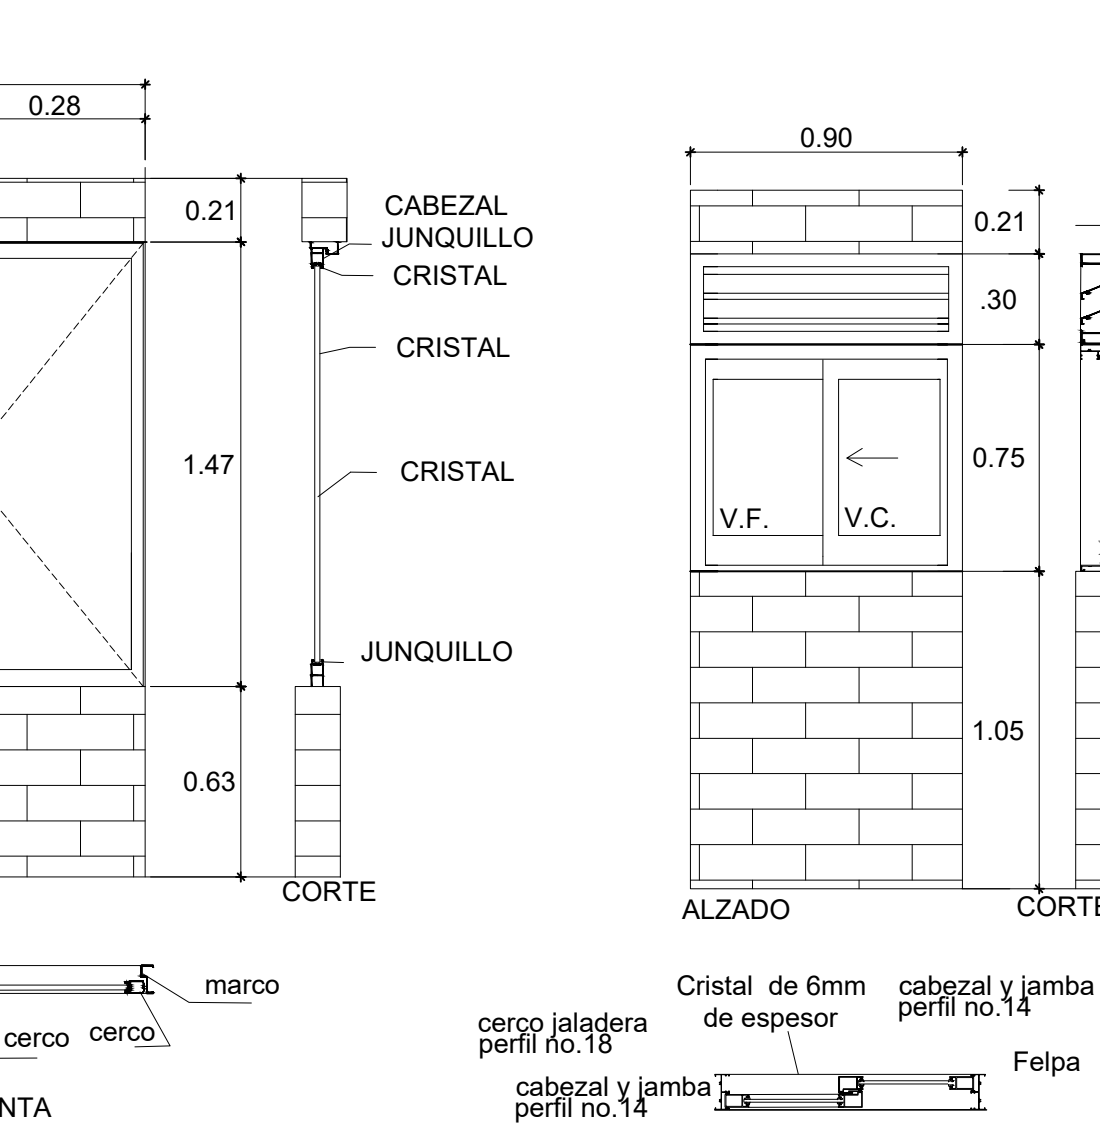 0.28
0.21
CABEZAL
JUNQUILLO
CRISTAL
CRISTAL
1.47
CRISTAL
JUNQUILLO
0.63
CORTE
marco
cerco
cerco
NTA
0.90
0.21
.30
0.75
V.F.
V.C.
1.05
ALZADO
CORTE
Cristal de 6mm
de espesor
cabezal y jamba
perfil no.14
cerco jaladera
perfil no.18
Felpa
cabezal y jamba
perfil no.14